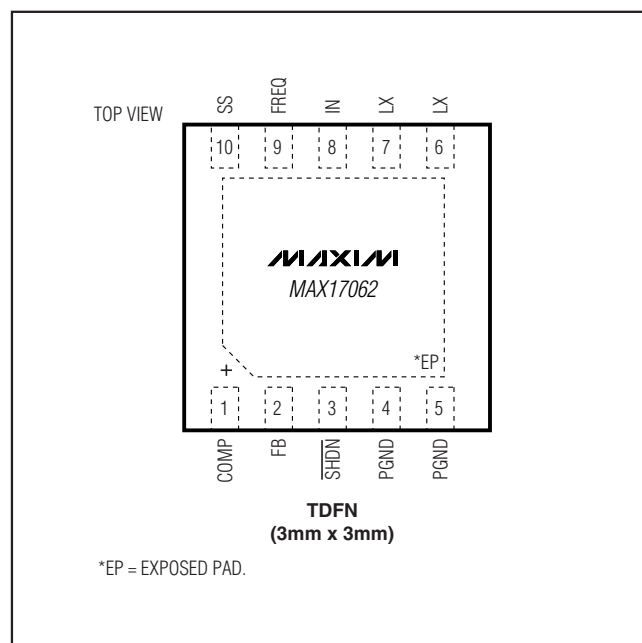 TOP VIEW
SS FREQ IN LX LX
10 9 8 7 6
MAXIM
MAX17062
*EP
+
1 2 3 4 5
COMP FB S̅H̅D̅N̅ PGND PGND
TDFN
(3mm x 3mm)
*EP = EXPOSED PAD.